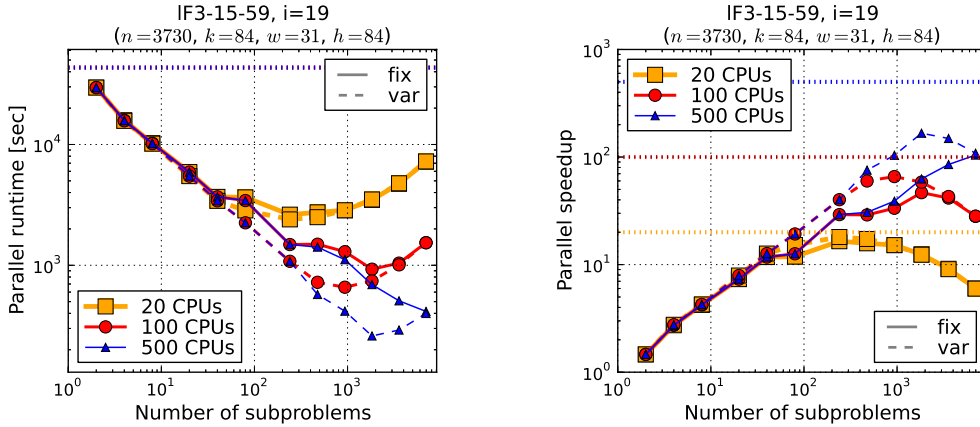 lF3-15-59, i=19
(n=3730, k=84, w=31, h=84)
Parallel runtime [sec]
10^4
10^3
fix
var
20 CPUs
100 CPUs
500 CPUs
10^0 10^1 10^2 10^3
Number of subproblems
lF3-15-59, i=19
(n=3730, k=84, w=31, h=84)
Parallel speedup
10^3
10^2
10^1
10^0
20 CPUs
100 CPUs
500 CPUs
fix
var
10^0 10^1 10^2 10^3
Number of subproblems